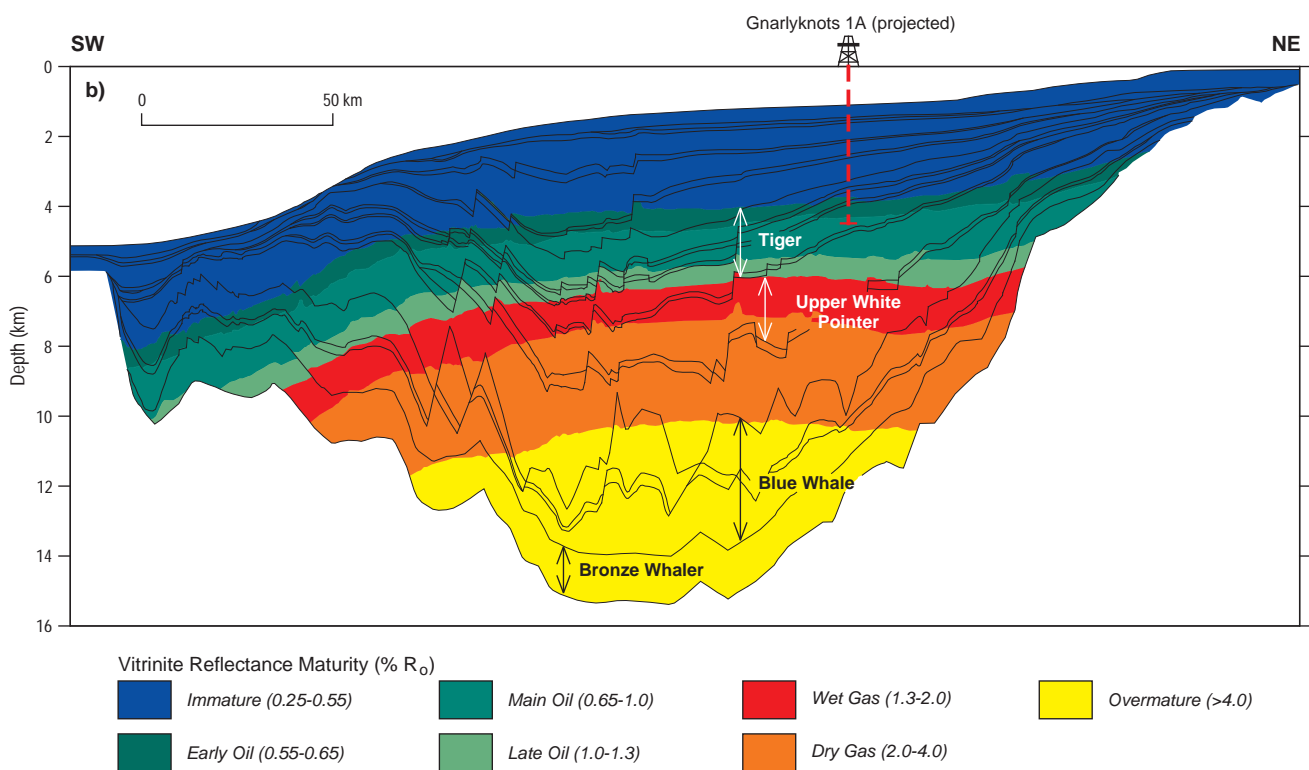 Gnarlyknots 1A (projected)
SW
NE
b)
0
50 km
0
2
4
6
8
10
12
14
16
Depth (km)
Tiger
Upper White
Pointer
Blue Whale
Bronze Whaler
Vitrinite Reflectance Maturity (% Ro)
Immature (0.25-0.55)
Main Oil (0.65-1.0)
Wet Gas (1.3-2.0)
Overmature (>4.0)
Early Oil (0.55-0.65)
Late Oil (1.0-1.3)
Dry Gas (2.0-4.0)